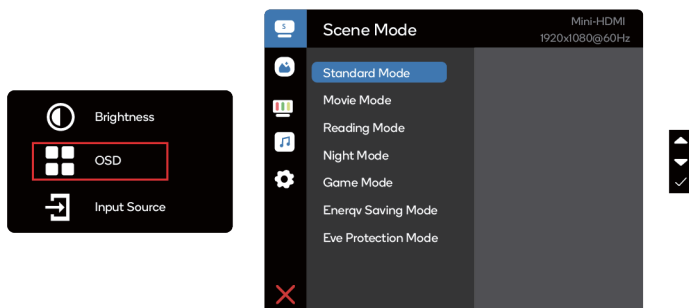 Brightness
OSD
Input Source
S
Scene Mode
Mini-HDMI
1920x1080@60Hz
Standard Mode
Movie Mode
Reading Mode
Night Mode
Game Mode
Energv Saving Mode
Eve Protection Mode